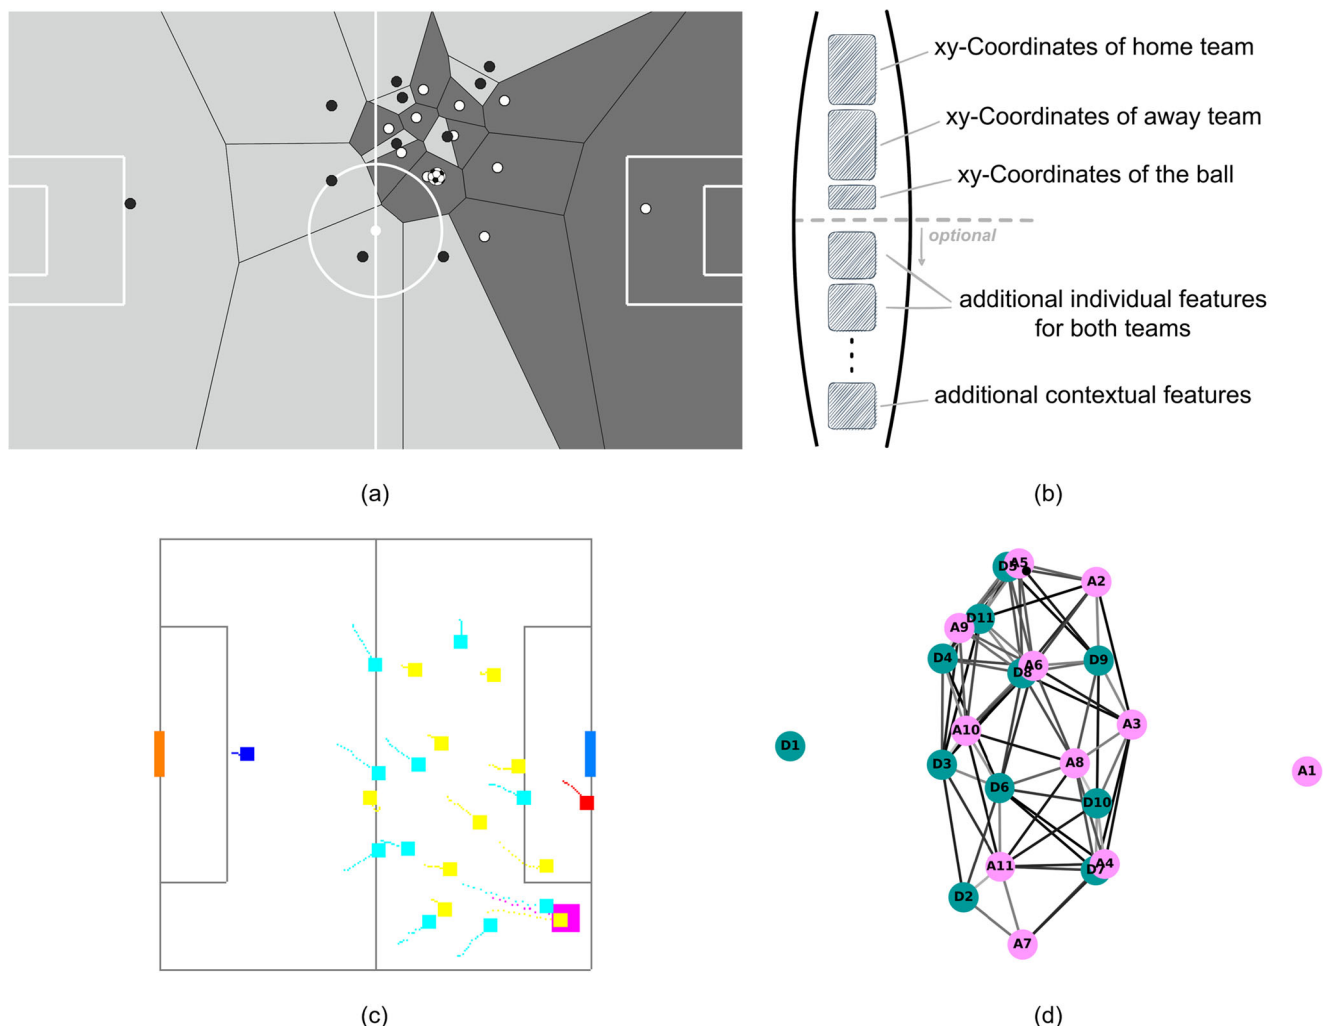 xy-Coordinates of home team
xy-Coordinates of away team
xy-Coordinates of the ball
optional
additional individual features
for both teams
additional contextual features
(a)
(b)
D5
A5
A2
D11
A9
D4
A6
D8
D9
A10
A3
D1
D3
A8
A1
D6
D10
A11
A4
D7
D2
A7
(c)
(d)